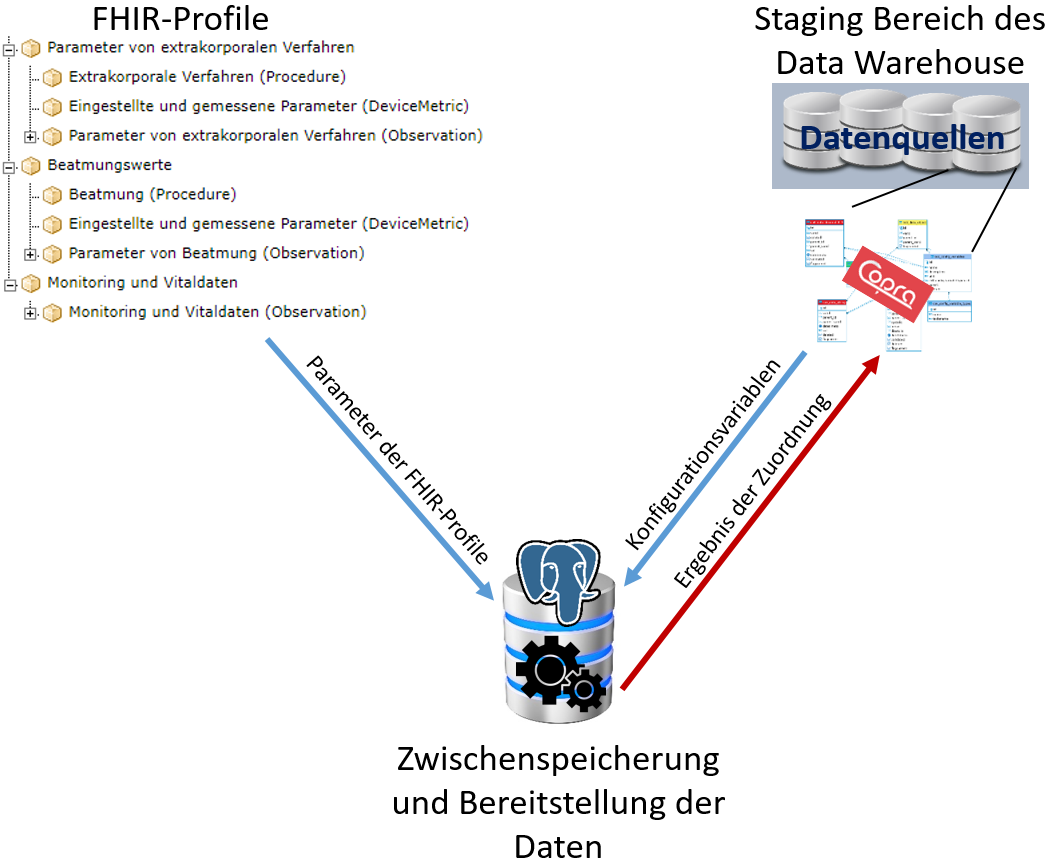 FHIR-Profile
Parameter von extrakorporalen Verfahren
Extrakorporale Verfahren (Procedure)
Eingestellte und gemessene Parameter (DeviceMetric)
Parameter von extrakorporalen Verfahren (Observation)
Beatmungswerte
Beatmung (Procedure)
Eingestellte und gemessene Parameter (DeviceMetric)
Parameter von Beatmung (Observation)
Monitoring und Vitaldaten
Monitoring und Vitaldaten (Observation)
Staging Bereich des
Data Warehouse
Datenquellen
Copra
Parameter der FHIR-Profile
Konfigurationsvariablen
Ergebnis der Zuordnung
Zwischenspeicherung
und Bereitstellung der
Daten